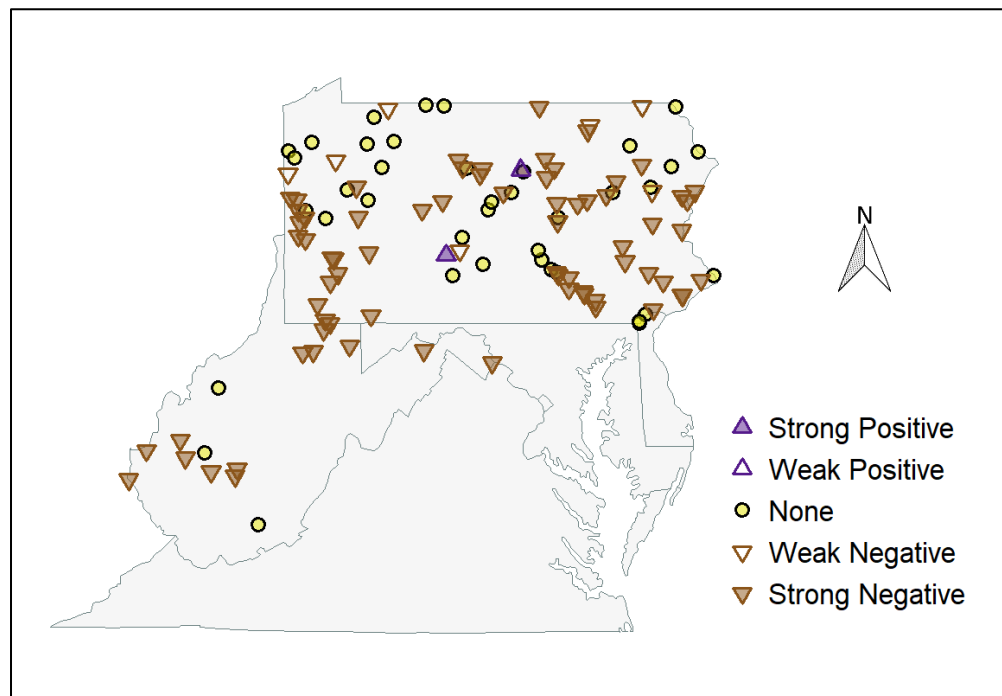 N
Strong Positive
Weak Positive
None
Weak Negative
Strong Negative